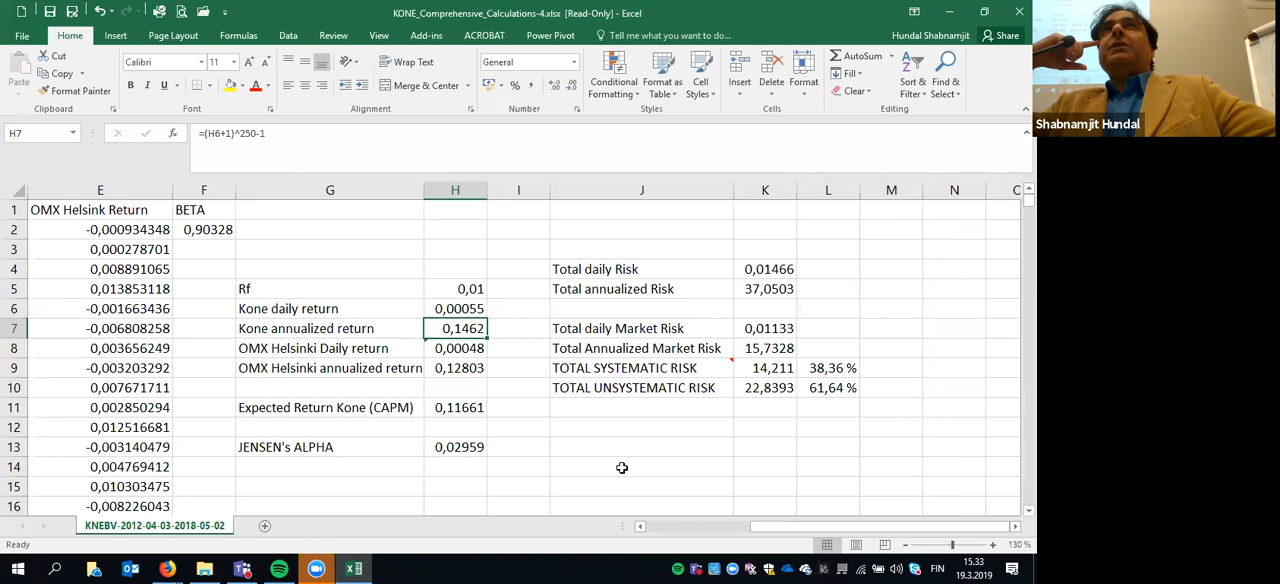 KONE_Comprehensive_Calculations-4.xlsx [Read-Only] - Excel
File Home Insert Page Layout Formulas Data Review View Add-ins ACROBAT Power Pivot Tell me what you want to do... Hundal Shabnamjit Share
Paste Cut Copy Format Painter Clipboard
Calibri 11 B I U Font
Wrap Text Merge & Center Alignment
General % Number
Conditional Formatting Format as Table Cell Styles Styles
Insert Delete Format Cells
AutoSum Fill Clear Sort & Filter Find & Select Editing
Shabnamjit Hundal
H7 fx =(H6+1)^250-1
E F G H I J K L M N
1 OMX Helsink Return BETA
2 -0,000934348 0,90328
3 0,000278701
4 0,008891065 Total daily Risk 0,01466
5 0,013853118 Rf 0,01 Total annualized Risk 37,0503
6 -0,001663436 Kone daily return 0,00055
7 -0,006808258 Kone annualized return 0,1462 Total daily Market Risk 0,01133
8 0,003656249 OMX Helsinki Daily return 0,00048 Total Annualized Market Risk 15,7328
9 -0,003203292 OMX Helsinki annualized return 0,12803 TOTAL SYSTEMATIC RISK 14,211 38,36 %
10 0,007671711 TOTAL UNSYSTEMATIC RISK 22,8393 61,64 %
11 0,002850294 Expected Return Kone (CAPM) 0,11661
12 0,012516681
13 -0,003140479 JENSEN's ALPHA 0,02959
14 0,004769412
15 0,010303475
16 -0,008226043
KNEBV-2012-04-03-2018-05-02
Ready 130 %
FIN 15.33
19.3.2019